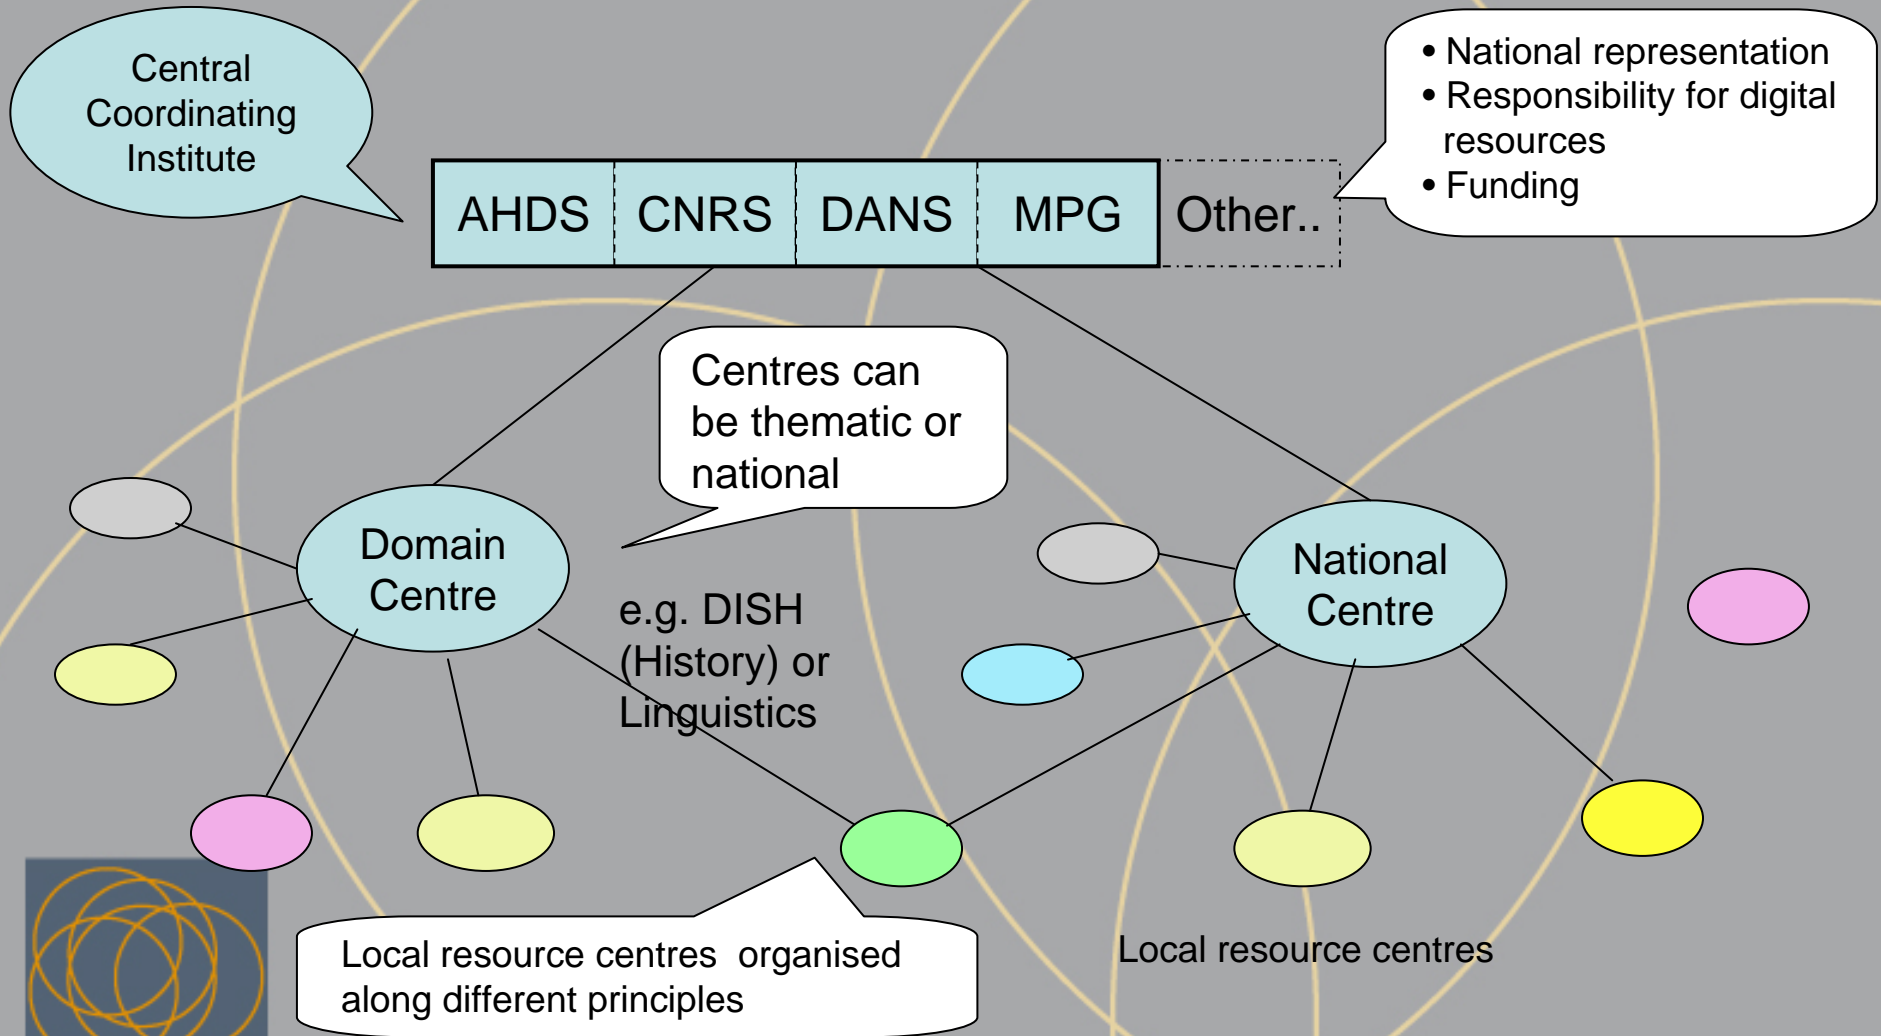 Central
Coordinating
Institute
• National representation
• Responsibility for digital
resources
• Funding
AHDS CNRS DANS MPG Other..
Centres can
be thematic or
national
Domain
Centre
e.g. DISH
(History) or
Linguistics
National
Centre
Local resource centres organised
along different principles
Local resource centres